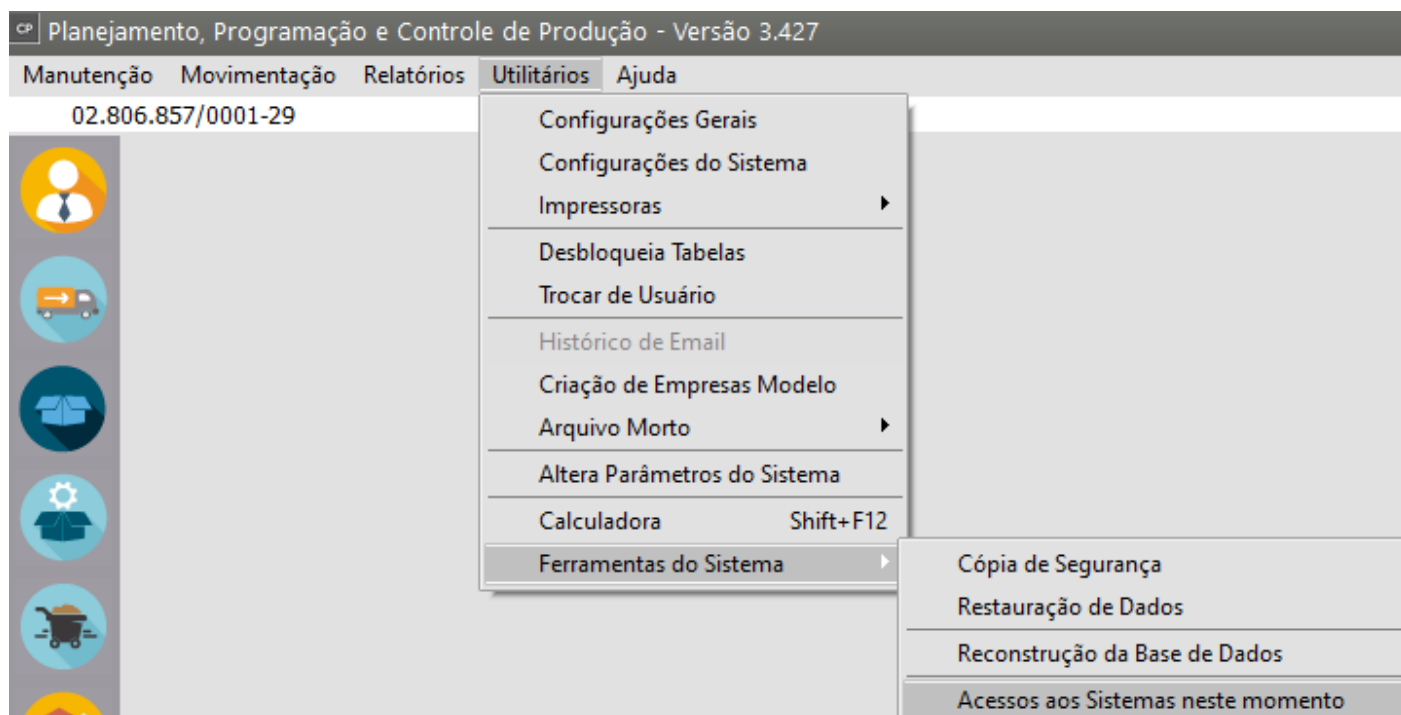 CP Planejamento, Programação e Controle de Produção - Versão 3.427
Manutenção Movimentação Relatórios Utilitários Ajuda
02.806.857/0001-29
Configurações Gerais
Configurações do Sistema
Impressoras
Desbloqueia Tabelas
Trocar de Usuário
Histórico de Email
Criação de Empresas Modelo
Arquivo Morto
Altera Parâmetros do Sistema
Calculadora Shift+F12
Ferramentas do Sistema
Cópia de Segurança
Restauração de Dados
Reconstrução da Base de Dados
Acessos aos Sistemas neste momento